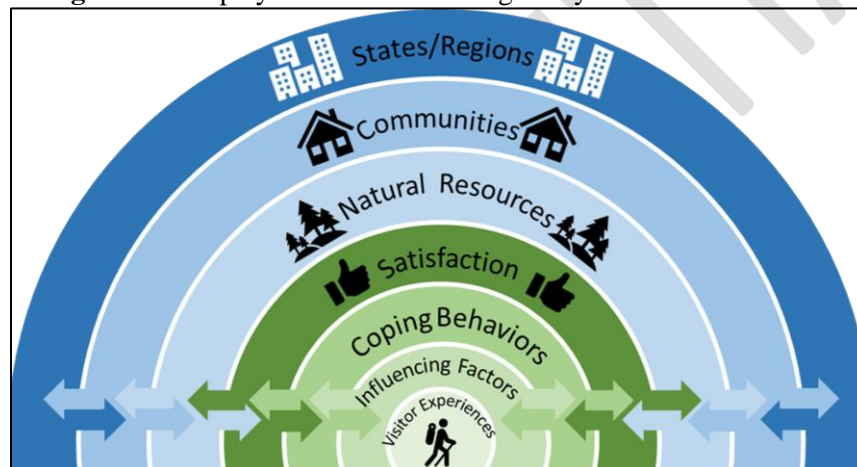 States/Regions
Communities
Natural Resources
Satisfaction
Coping Behaviors
Influencing Factors
Visitor Experiences